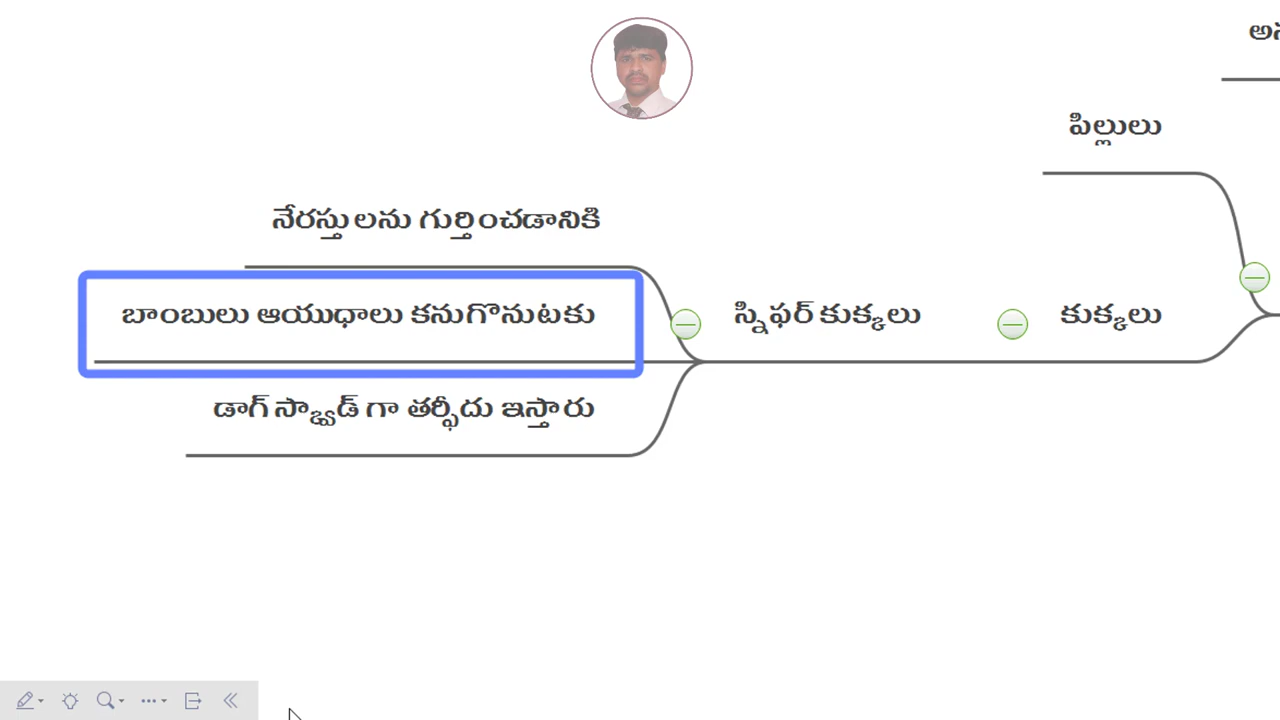 పిల్లులు
నేరస్తులను గుర్తించడానికి
బాంబులు ఆయుధాలు కనుగొనుటకు
స్నిఫర్ కుక్కలు
కుక్కలు
డాగ్ స్క్వాడ్ గా తర్ఫీదు ఇస్తారు